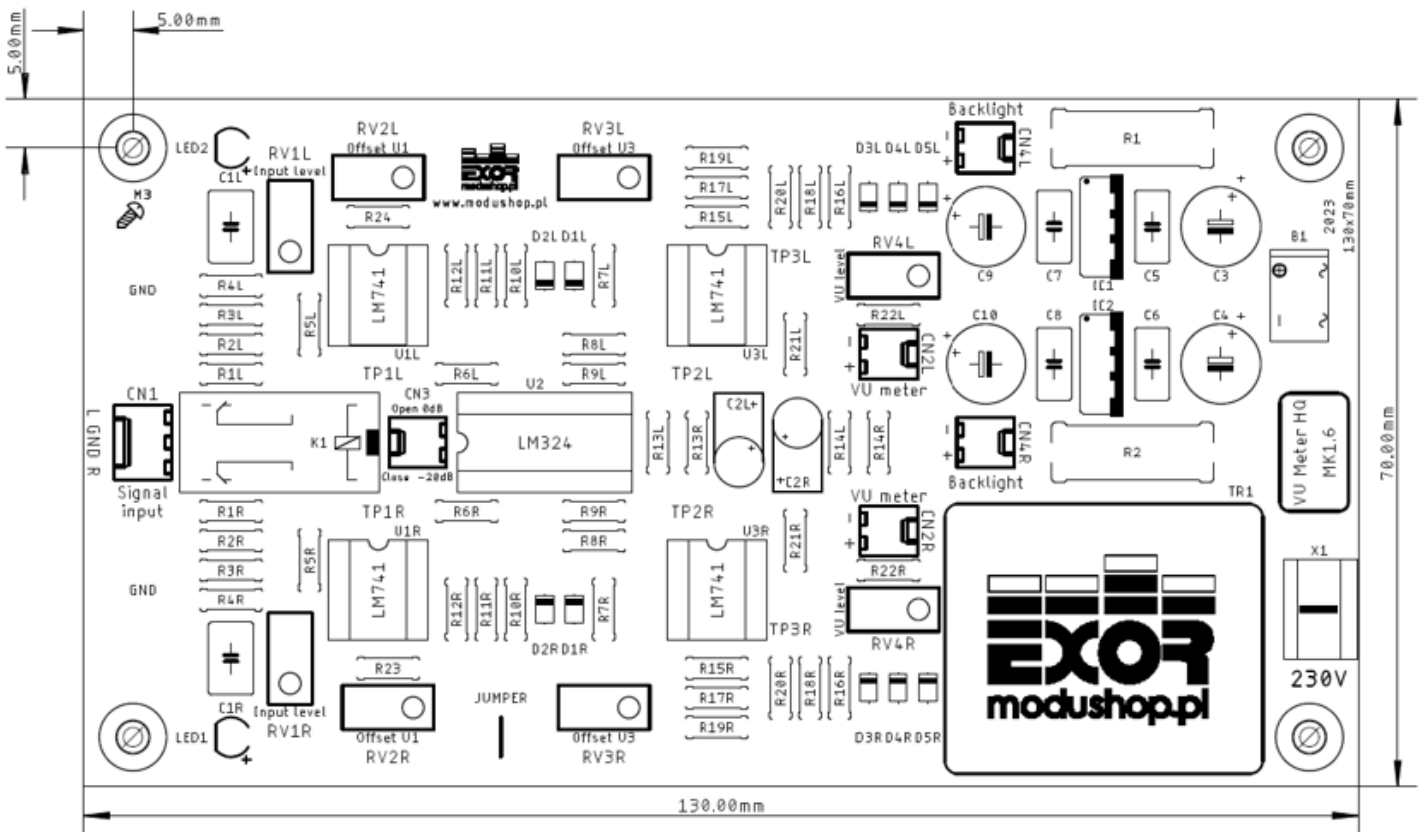 5.00mm
5.00mm
Backlight
CN4L
R1
LED2
RV1L
Input level
C1L
M3
RV2L
Offset U1
R24
EXOR
modushop.pl
www.modushop.pl
RV3L
Offset U3
R19L
R17L
R15L
R20L
R18L
R16L
D3L D4L D5L
2023
130x70mm
B1
GND
R4L
R3L
R2L
R1L
R5L
LM741
U1L
R12L
R11L
R10L
D2L D1L
R7L
LM741
U3L
TP3L
RV4L
VU level
R22L
R21L
CN2L
VU meter
C9
C7
IC1
C5
C3
C10
C8
IC2
C6
C4
R8L
R9L
R6L
TP1L
TP2L
CN1
L GND R
Signal
input
K1
CN3
Open 0dB
Close -20dB
U2
LM324
R13L
R13R
C2L+
+C2R
R14L
R14R
CN4R
Backlight
R2
VU Meter HQ
MK1.6
70.00mm
R1R
R2R
R3R
R4R
R5R
TP1R
U1R
LM741
R6R
R9R
R8R
TP2R
U3R
LM741
R21R
VU meter
CN2R
R22R
VU level
RV4R
TP3R
TR1
X1
230V
GND
R12R
R11R
R10R
R7R
D2R D1R
C1R
LED1
Input level
RV1R
R23
Offset U1
RV2R
JUMPER
Offset U3
RV3R
R15R
R17R
R19R
R20R
R18R
R16R
D3R D4R D5R
EXOR
modushop.pl
130.00mm